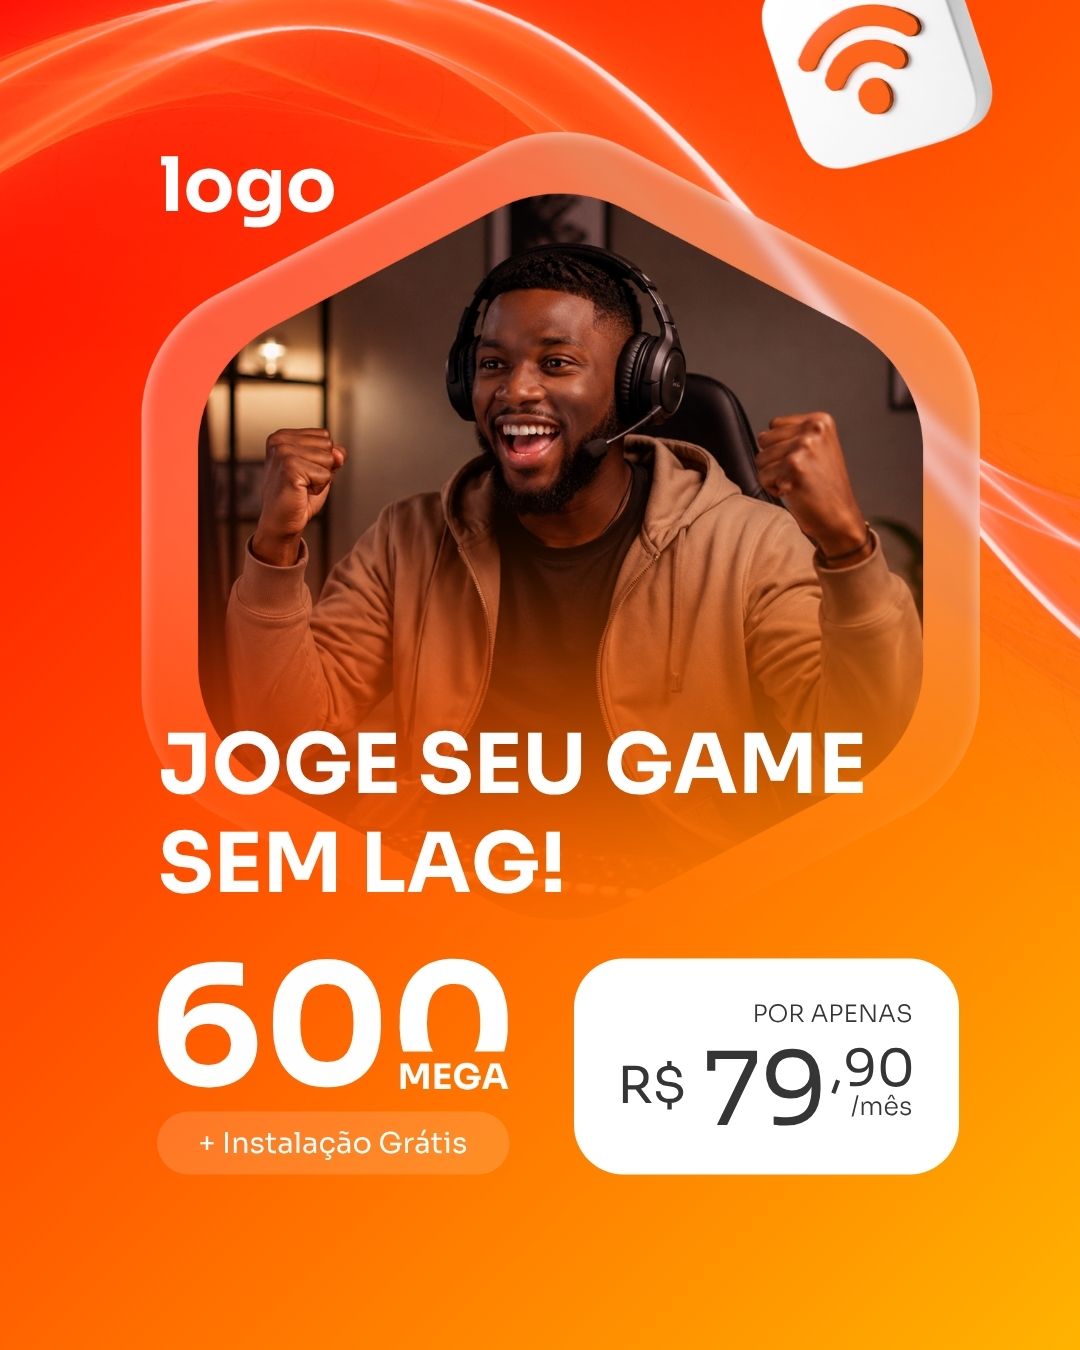 logo
JOGE SEU GAME
SEM LAG!
600
MEGA
+ Instalação Grátis
POR APENAS
R$ 79,90
/mês